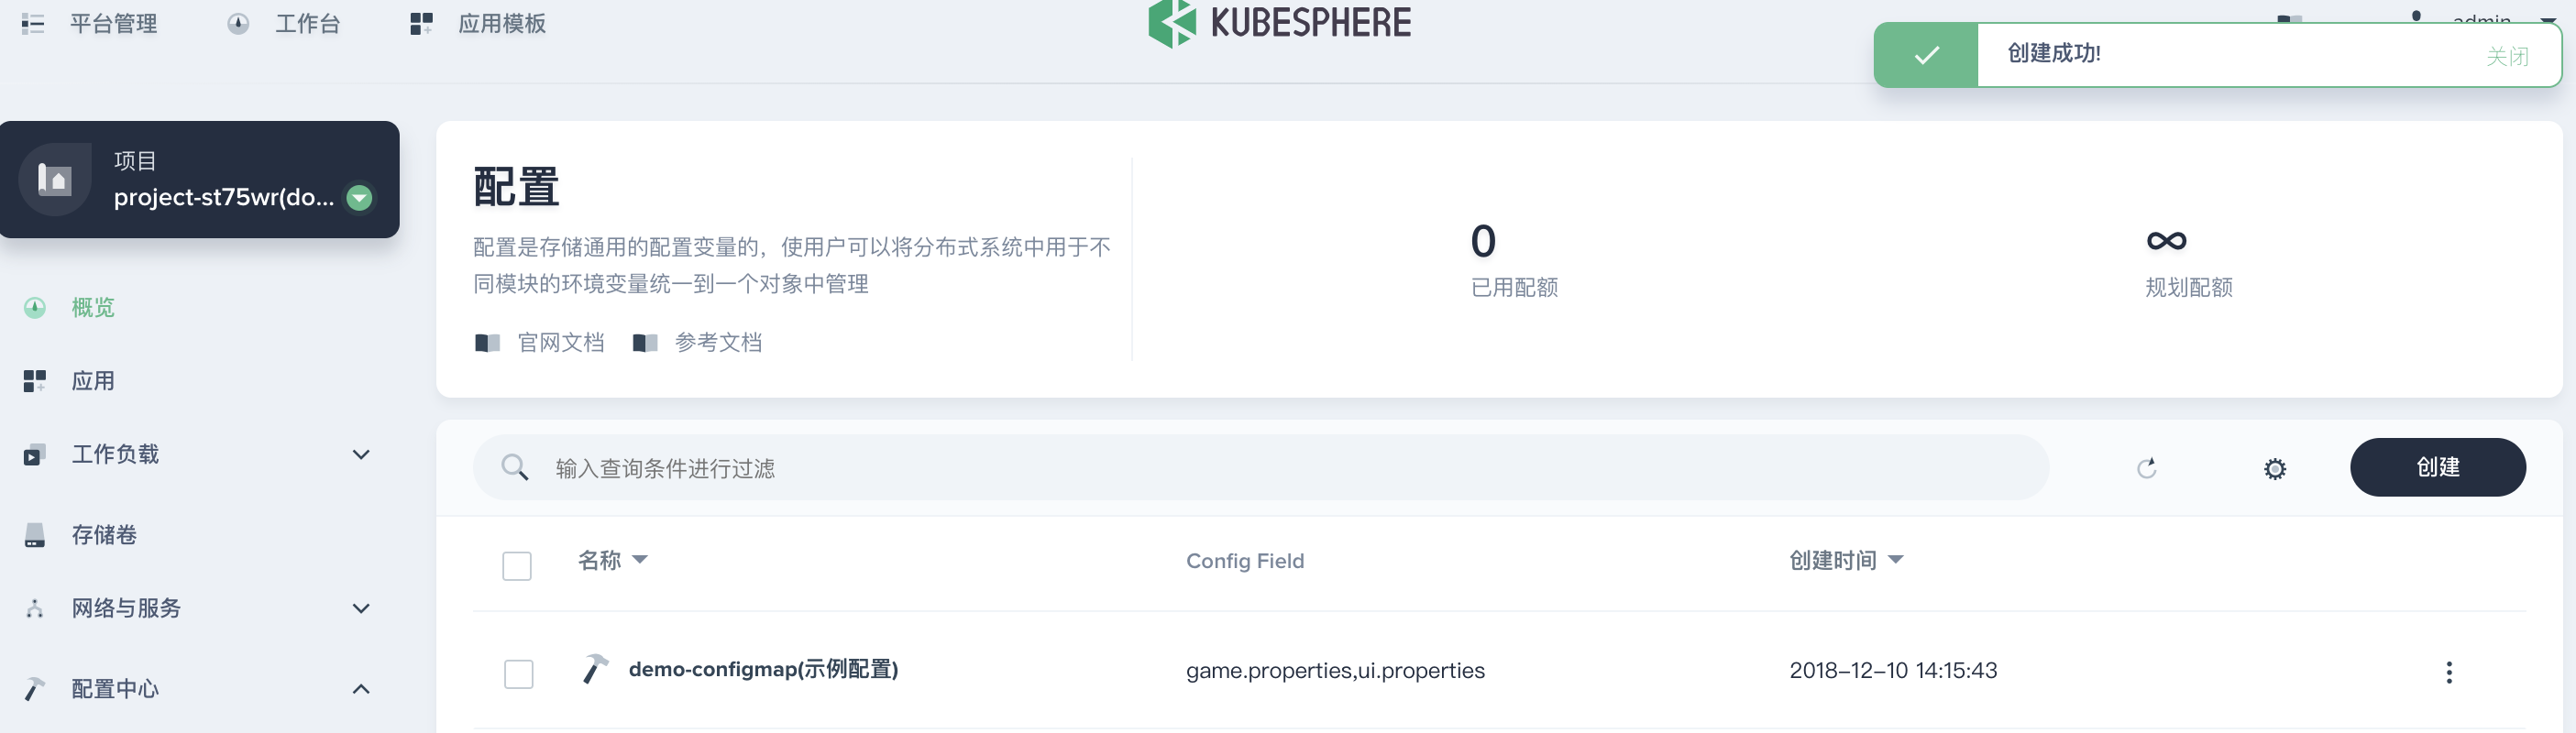 平台管理
工作台
应用模板
KUBESPHERE
admin
创建成功!
关闭
项目
project-st75wr(do...
概览
应用
工作负载
存储卷
网络与服务
配置中心
配置
配置是存储通用的配置变量的，使用户可以将分布式系统中用于不
同模块的环境变量统一到一个对象中管理
官网文档
参考文档
0
已用配额
∞
规划配额
输入查询条件进行过滤
创建
名称
Config Field
创建时间
demo-configmap(示例配置)
game.properties,ui.properties
2018-12-10 14:15:43